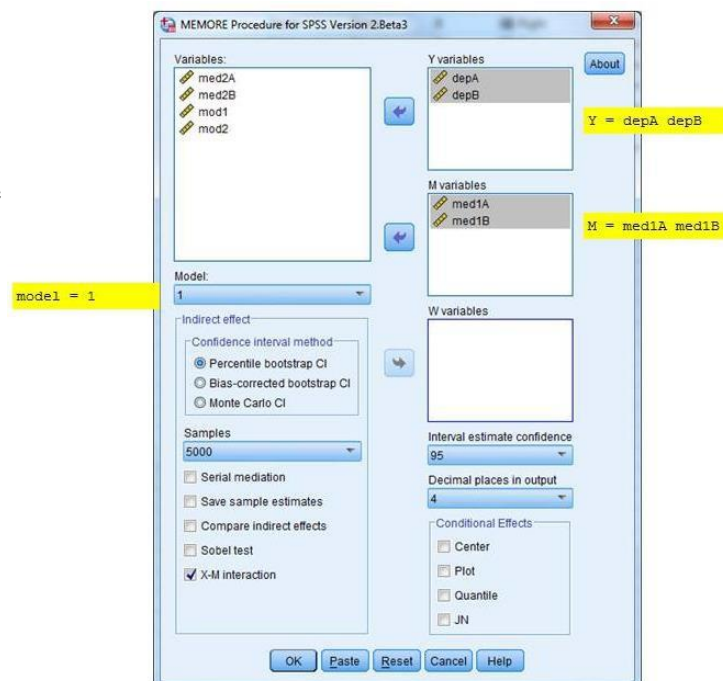 MEMORE Procedure for SPSS Version 2.Beta3
Variables:
med2A
med2B
mod1
mod2
Y variables
depA
depB
About
Y = depA depB
M variables
med1A
med1B
M = med1A med1B
Model:
1
model = 1
W variables
Indirect effect
Confidence interval method
Percentile bootstrap CI
Bias-corrected bootstrap CI
Monte Carlo CI
Samples
5000
Serial mediation
Save sample estimates
Compare indirect effects
Sobel test
X-M interaction
Interval estimate confidence
95
Decimal places in output
4
Conditional Effects
Center
Plot
Quantile
JN
OK Paste Reset Cancel Help